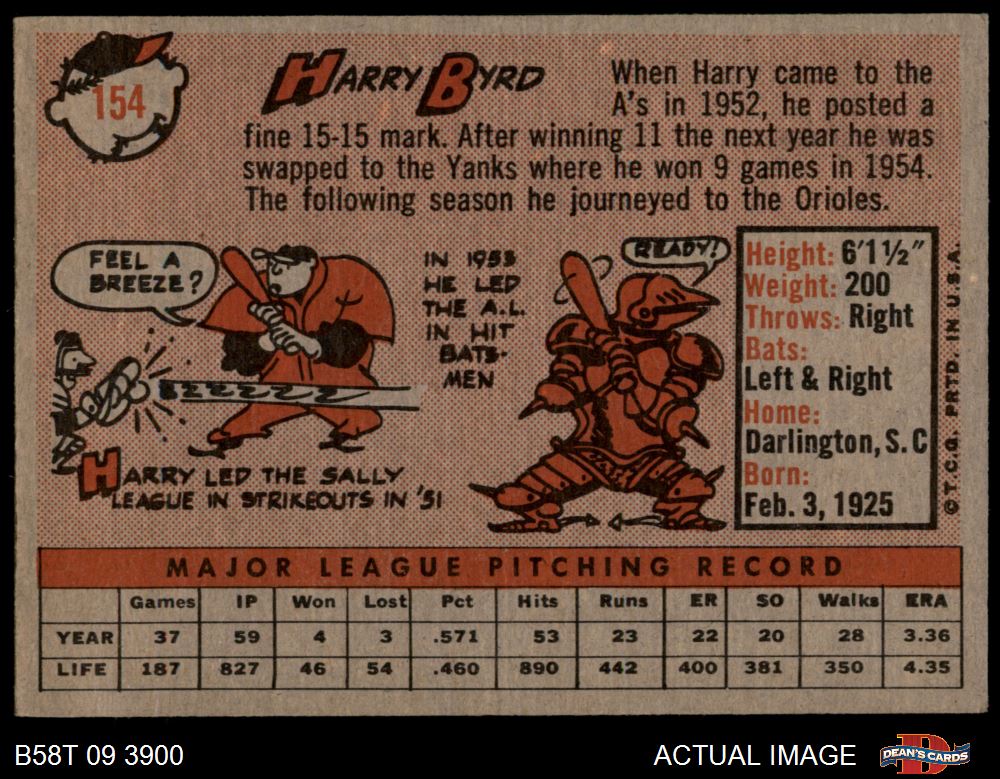 154
HARRY BYRD
When Harry came to the
A's in 1952, he posted a
fine 15-15 mark. After winning 11 the next year he was
swapped to the Yanks where he won 9 games in 1954.
The following season he journeyed to the Orioles.
FEEL A
BREEZE?
HARRY LED THE SALLY
LEAGUE IN STRIKEOUTS IN '51
IN 1953
HE LED
THE A.L.
IN HIT
BATS-
MEN
READY!
Height: 6'1½"
Weight: 200
Throws: Right
Bats:
Left & Right
Home:
Darlington, S.C
Born:
Feb. 3, 1925
©T.C.G. PRTD. IN U.S.A.
MAJOR LEAGUE PITCHING RECORD
Games IP Won Lost Pct Hits Runs ER SO Walks ERA
YEAR 37 59 4 3 .571 53 23 22 20 28 3.36
LIFE 187 827 46 54 .460 890 442 400 381 350 4.35
B58T 09 3900
ACTUAL IMAGE
DEAN'S CARDS